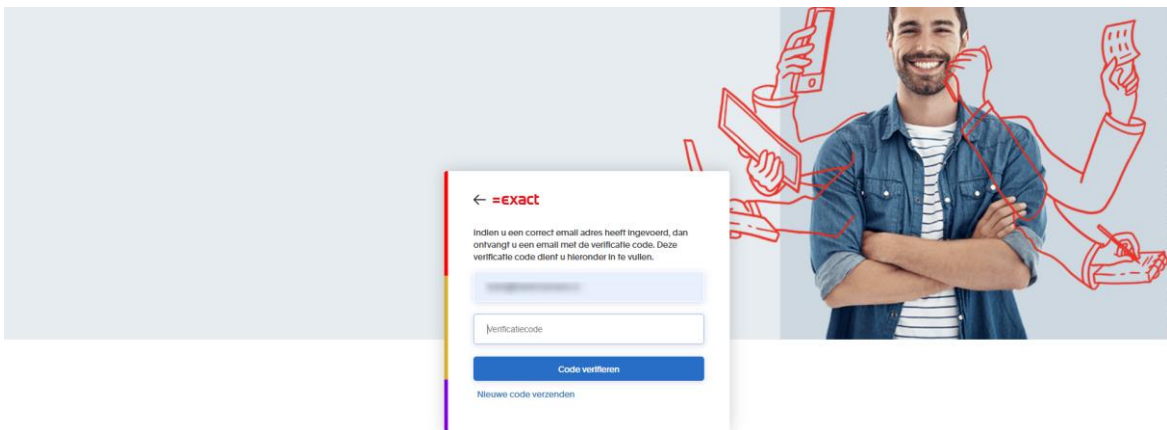 =exact
Indien u een correct email adres heeft ingevoerd, dan
ontvangt u een email met de verificatie code. Deze
verificatie code dient u hieronder in te vullen.
Verificatiecode
Code verifieren
Nieuwe code verzenden